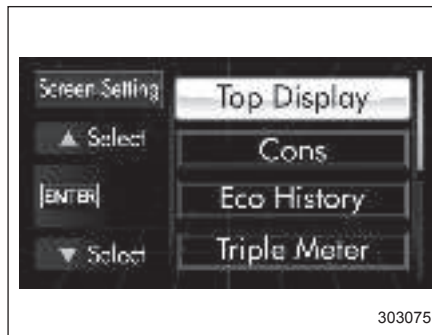 Screen Setting
Top Display
▲ Select
Cons
ENTER
Eco History
▼ Select
Triple Meter
303075